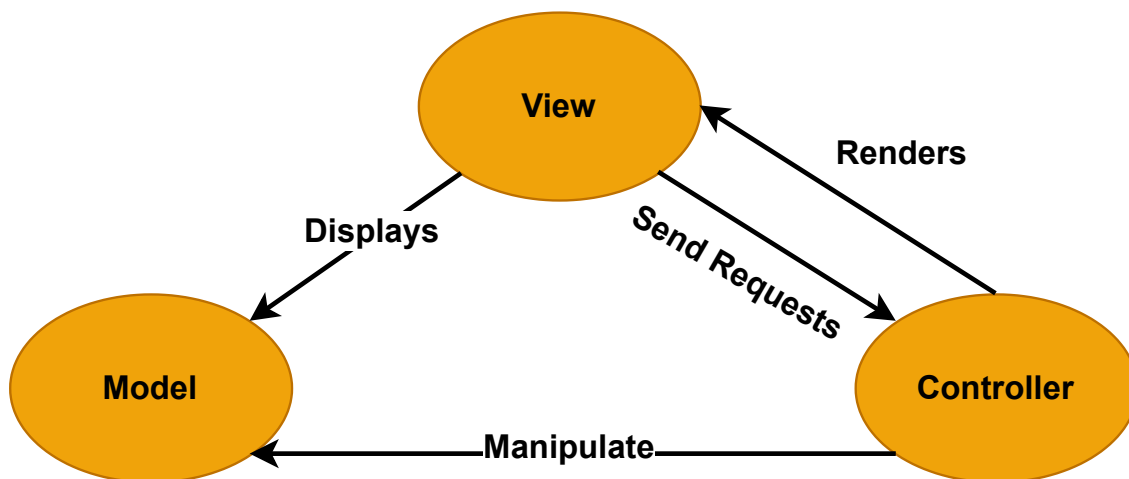 View
Renders
Displays
Send Requests
Model
Controller
Manipulate